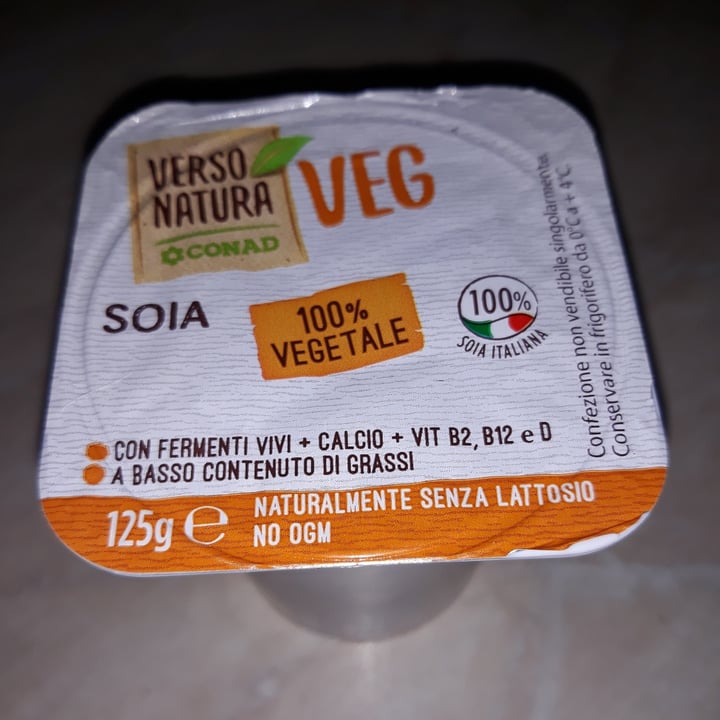 VERSO
NATURA
CONAD
VEG
SOIA
100%
VEGETALE
100%
SOIA ITALIANA
CON FERMENTI VIVI + CALCIO + VIT B2, B12 e D
A BASSO CONTENUTO DI GRASSI
125g ℮
NATURALMENTE SENZA LATTOSIO
NO OGM
Confezione non vendibile singolarmente.
Conservare in frigorifero da 0°C a + 4°C.